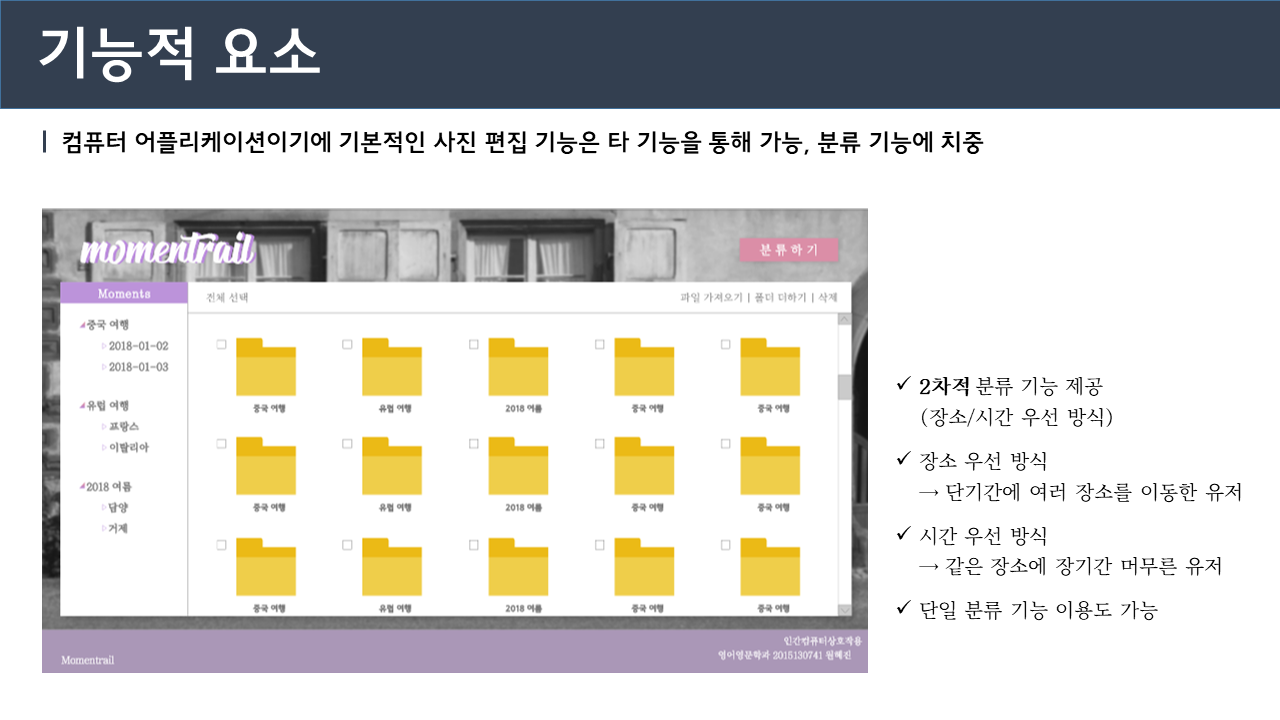 기능적 요소
컴퓨터 어플리케이션이기에 기본적인 사진 편집 기능은 타 기능을 통해 가능, 분류 기능에 치중
momentrail
분류하기
Moments
전체 선택
파일 가져오기 | 폴더 더하기 | 삭제
중국 여행
2018-01-02
2018-01-03
유럽 여행
프랑스
이탈리아
2018 여름
담양
거제
중국 여행 유럽 여행 2018 여름 중국 여행 중국 여행
중국 여행 유럽 여행 2018 여름 중국 여행 중국 여행
중국 여행 유럽 여행 2018 여름 중국 여행 중국 여행
인간컴퓨터상호작용
영어영문학과 2015130741 원혜진
Momentrail
✓ 2차적 분류 기능 제공
(장소/시간 우선 방식)
✓ 장소 우선 방식
→ 단기간에 여러 장소를 이동한 유저
✓ 시간 우선 방식
→ 같은 장소에 장기간 머무른 유저
✓ 단일 분류 기능 이용도 가능